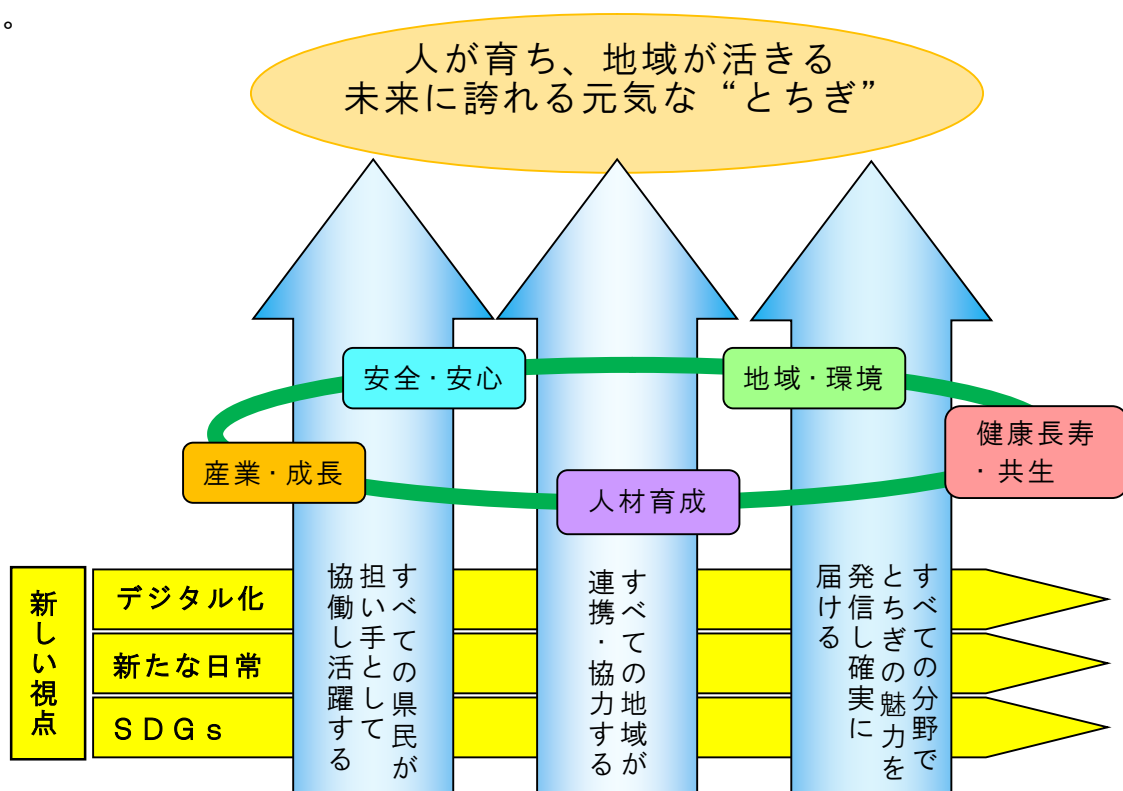 。
人が育ち、地域が活きる
未来に誇れる元気な“とちぎ”
安全・安心
地域・環境
産業・成長
人材育成
健康長寿
・共生
新しい視点
デジタル化
新たな日常
ＳＤＧｓ
すべての県民が
担い手として
協働し活躍する
すべての地域が
連携・協力する
すべての分野で
とちぎの魅力を
発信し確実に
届ける